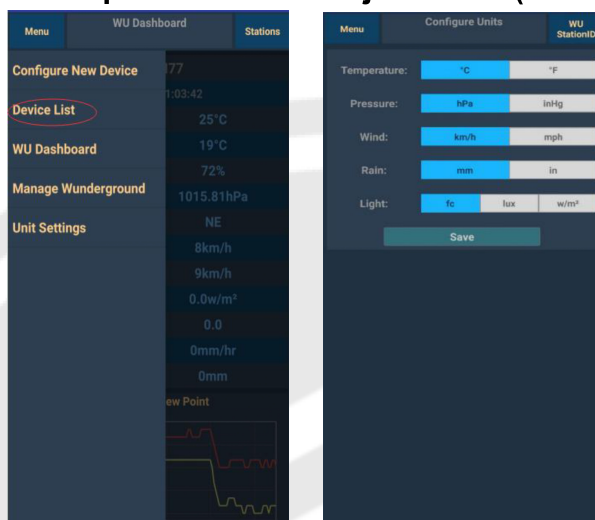 Menu
WU Dashboard
Stations
Configure New Device
Device List
WU Dashboard
Manage Wunderground
Unit Settings
77
1:03:42
25°C
19°C
72%
1015.81hPa
NE
8km/h
9km/h
0.0w/m²
0.0
0mm/hr
0mm
ew Point
Menu
Configure Units
WU
StationID
Temperature:
°C
°F
Pressure:
hPa
inHg
Wind:
km/h
mph
Rain:
mm
in
Light:
fc
lux
w/m²
Save